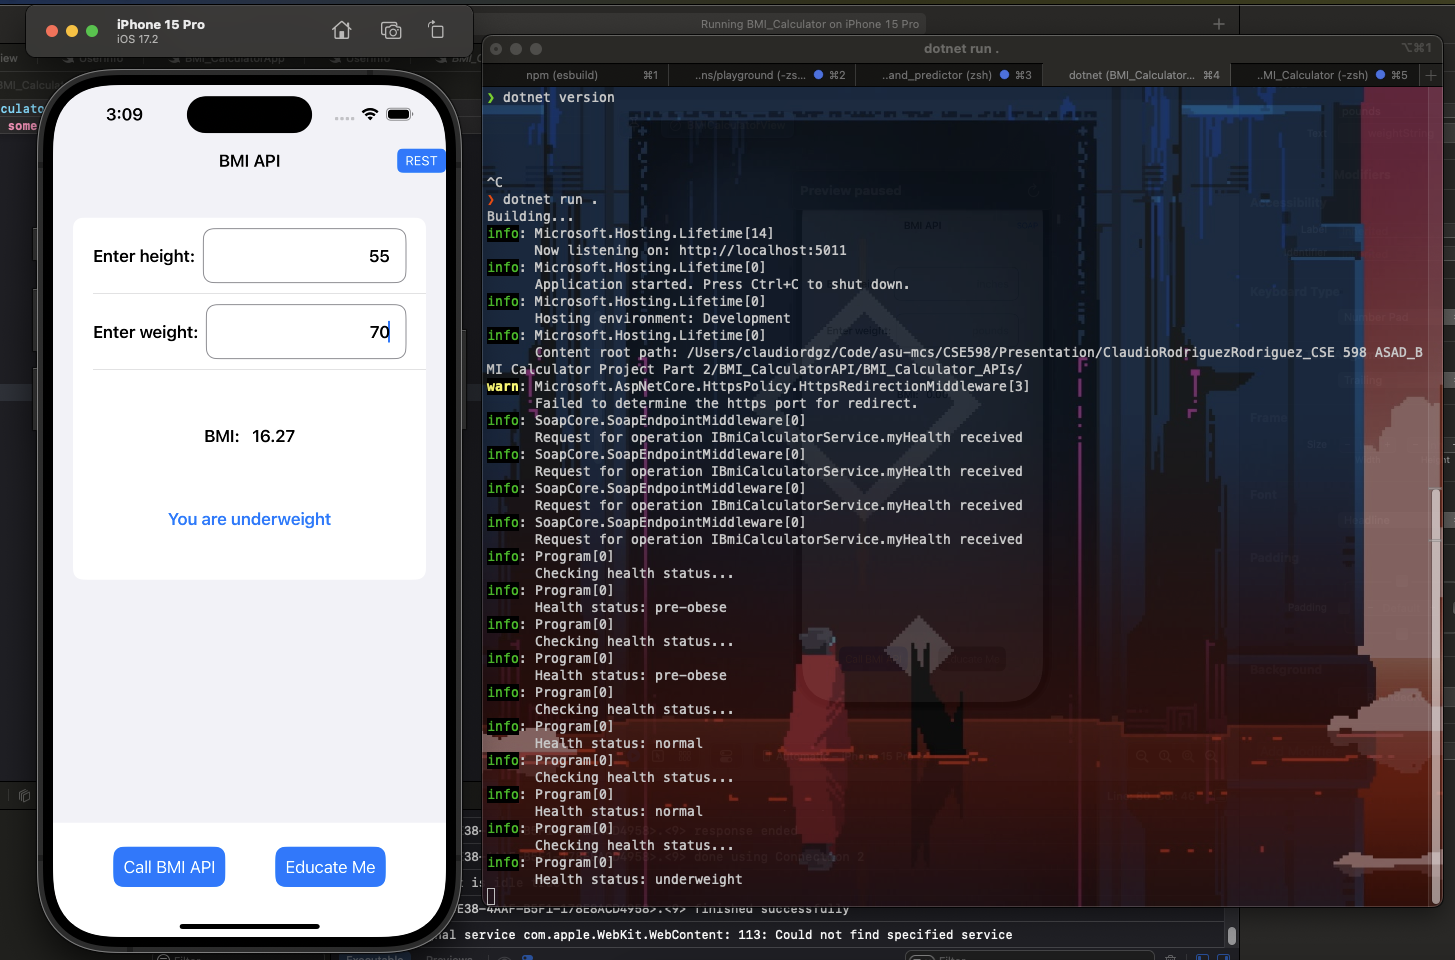 iPhone 15 Pro
iOS 17.2
Running BMI_Calculator on iPhone 15 Pro
3:09
BMI API
REST
Enter height: 55
Enter weight: 70
BMI: 16.27
You are underweight
Call BMI API
Educate Me
dotnet run .
⌥⌘1
npm (esbuild) ⌘1
..ns/playground (-zs... ⌘2
..and_predictor (zsh) ⌘3
dotnet (BMI_Calculator... ⌘4
..MI_Calculator (-zsh) ⌘5
❯ dotnet version
^C
❯ dotnet run .
Building...
info: Microsoft.Hosting.Lifetime[14]
Now listening on: http://localhost:5011
info: Microsoft.Hosting.Lifetime[0]
Application started. Press Ctrl+C to shut down.
info: Microsoft.Hosting.Lifetime[0]
Hosting environment: Development
info: Microsoft.Hosting.Lifetime[0]
Content root path: /Users/claudiordgz/Code/asu-mcs/CSE598/Presentation/ClaudioRodriguezRodriguez_CSE 598 ASAD_B
MI Calculator Project Part 2/BMI_CalculatorAPI/BMI_Calculator_APIs/
warn: Microsoft.AspNetCore.HttpsPolicy.HttpsRedirectionMiddleware[3]
Failed to determine the https port for redirect.
info: SoapCore.SoapEndpointMiddleware[0]
Request for operation IBmiCalculatorService.myHealth received
info: SoapCore.SoapEndpointMiddleware[0]
Request for operation IBmiCalculatorService.myHealth received
info: SoapCore.SoapEndpointMiddleware[0]
Request for operation IBmiCalculatorService.myHealth received
info: SoapCore.SoapEndpointMiddleware[0]
Request for operation IBmiCalculatorService.myHealth received
info: Program[0]
Checking health status...
info: Program[0]
Health status: pre-obese
info: Program[0]
Checking health status...
info: Program[0]
Health status: pre-obese
info: Program[0]
Checking health status...
info: Program[0]
Health status: normal
info: Program[0]
Checking health status...
info: Program[0]
Health status: normal
info: Program[0]
Checking health status...
info: Program[0]
Health status: underweight
Preview paused
finished successfully
nal service com.apple.WebKit.WebContent: 113: Could not find specified service